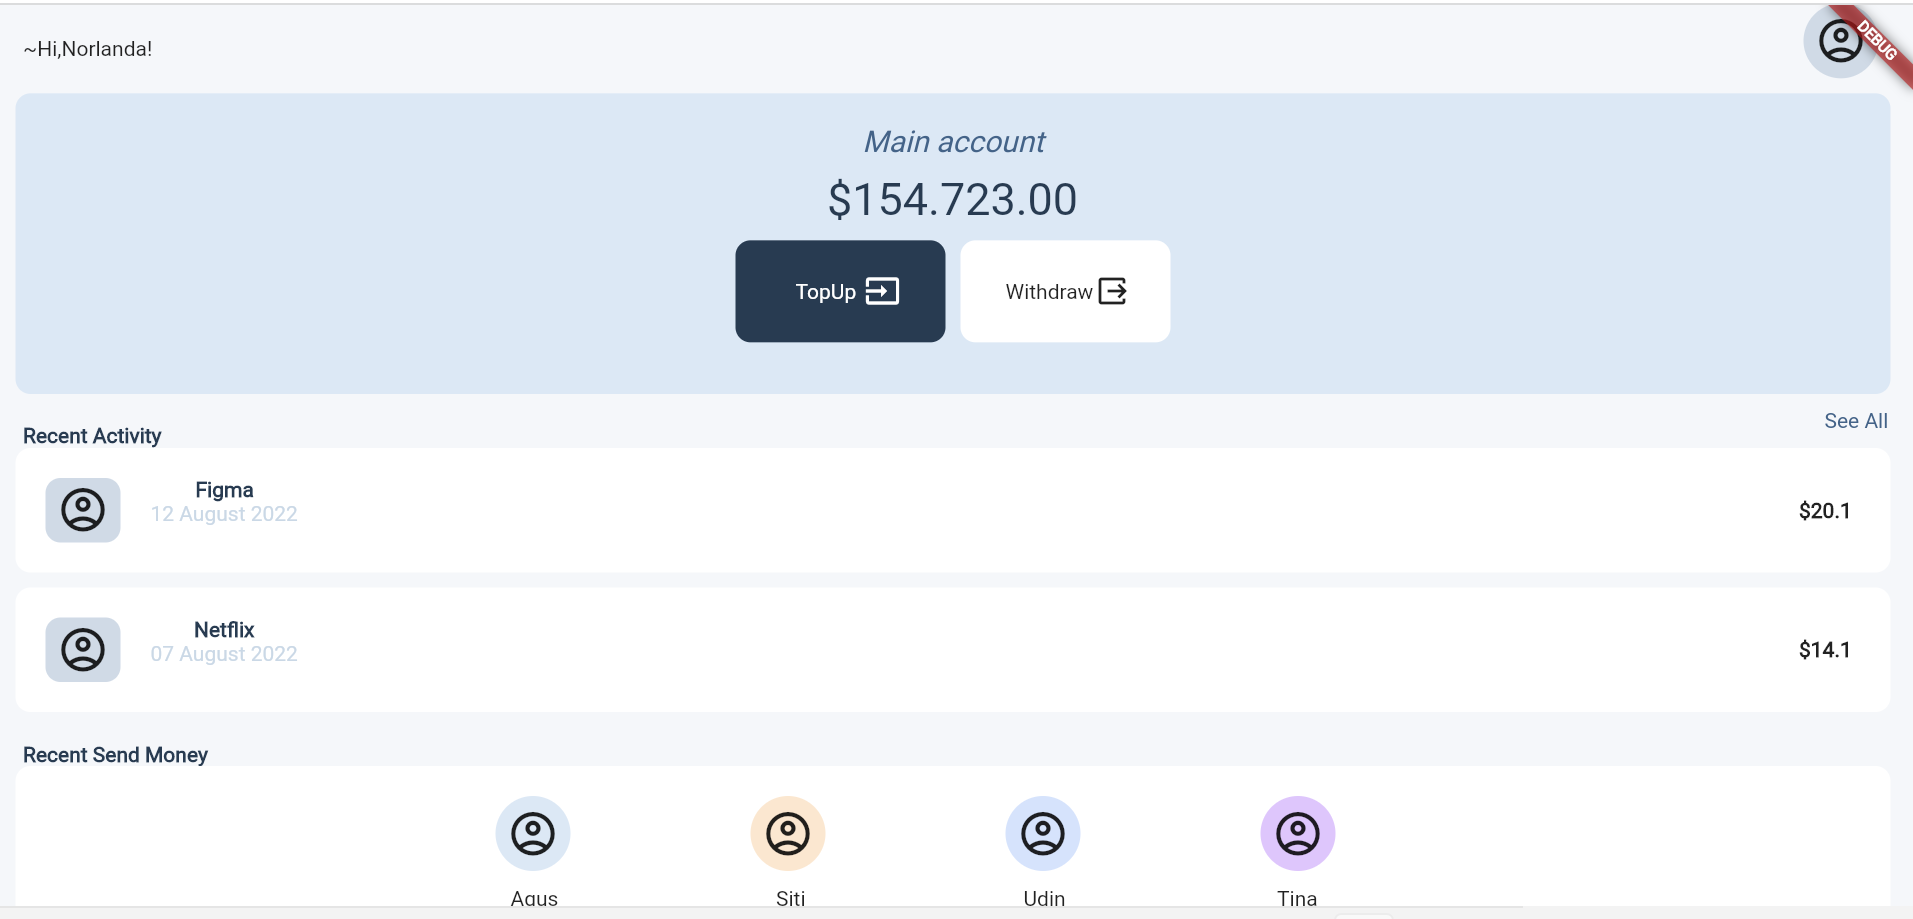 ~Hi,Norlanda!
DEBUG
Main account
$154.723.00
TopUp
Withdraw
See All
Recent Activity
Figma
12 August 2022
$20.1
Netflix
07 August 2022
$14.1
Recent Send Money
Agus
Siti
Udin
Tina